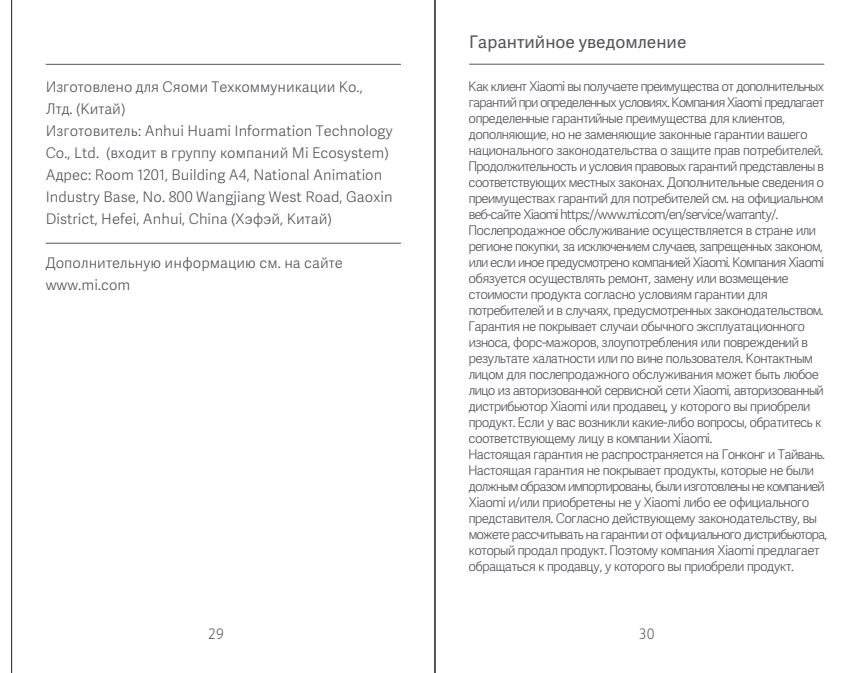 Изготовлено для Сяоми Техкоммуникации Ко.,
Лтд. (Китай)
Изготовитель: Anhui Huami Information Technology
Co., Ltd. (входит в группу компаний Mi Ecosystem)
Адрес: Room 1201, Building A4, National Animation
Industry Base, No. 800 Wangjiang West Road, Gaoxin
District, Hefei, Anhui, China (Хэфэй, Китай)
Дополнительную информацию см. на сайте
www.mi.com
29
Гарантийное уведомление
Как клиент Xiaomi вы получаете преимущества от дополнительных
гарантий при определенных условиях. Компания Xiaomi предлагает
определенные гарантийные преимущества для клиентов,
дополняющие, но не заменяющие законные гарантии вашего
национального законодательства о защите прав потребителей.
Продолжительность и условия правовых гарантий представлены в
соответствующих местных законах. Дополнительные сведения о
преимуществах гарантий для потребителей см. на официальном
веб-сайте Xiaomi https://www.mi.com/en/service/warranty/.
Послепродажное обслуживание осуществляется в стране или
регионе покупки, за исключением случаев, запрещенных законом,
или если иное предусмотрено компанией Xiaomi. Компания Xiaomi
обязуется осуществлять ремонт, замену или возмещение
стоимости продукта согласно условиям гарантии для
потребителей и в случаях, предусмотренных законодательством.
Гарантия не покрывает случаи обычного эксплуатационного
износа, форс-мажоров, злоупотребления или повреждений в
результате халатности или по вине пользователя. Контактным
лицом для послепродажного обслуживания может быть любое
лицо из авторизованной сервисной сети Xiaomi, авторизованный
дистрибьютор Xiaomi или продавец, у которого вы приобрели
продукт. Если у вас возникли какие-либо вопросы, обратитесь к
соответствующему лицу в компании Xiaomi.
Настоящая гарантия не распространяется на Гонконг и Тайвань.
Настоящая гарантия не покрывает продукты, которые не были
должным образом импортированы, были изготовлены не компанией
Xiaomi и/или приобретены не у Xiaomi либо ее официального
представителя. Согласно действующему законодательству, вы
можете рассчитывать на гарантии от официального дистрибьютора,
который продал продукт. Поэтому компания Xiaomi предлагает
обращаться к продавцу, у которого вы приобрели продукт.
30